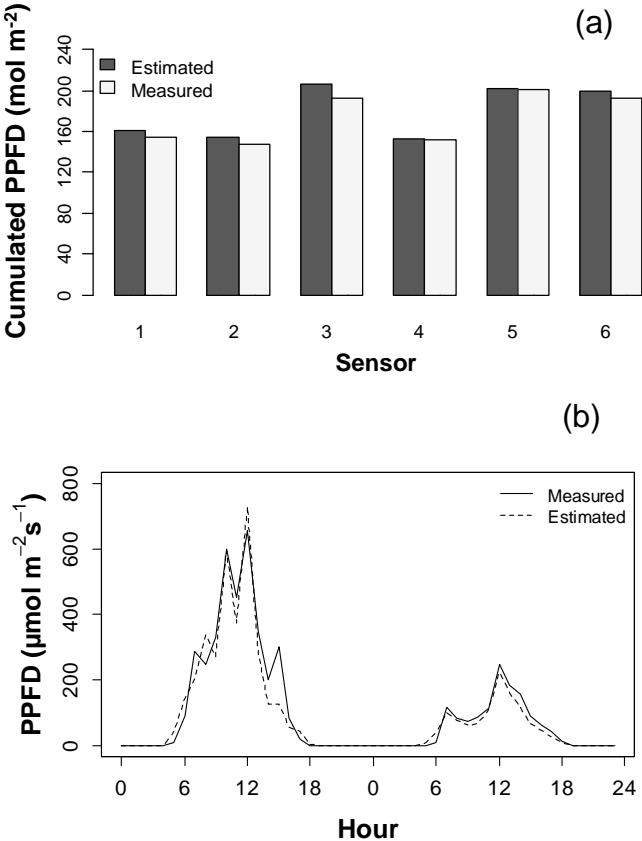 (a)
Cumulated PPFD (mol m-2)
0 40 80 120 160 200 240
Estimated
Measured
1 2 3 4 5 6
Sensor
(b)
PPFD (µmol m−2s−1)
0 200 400 600 800
Measured
Estimated
0 6 12 18 0 6 12 18 24
Hour